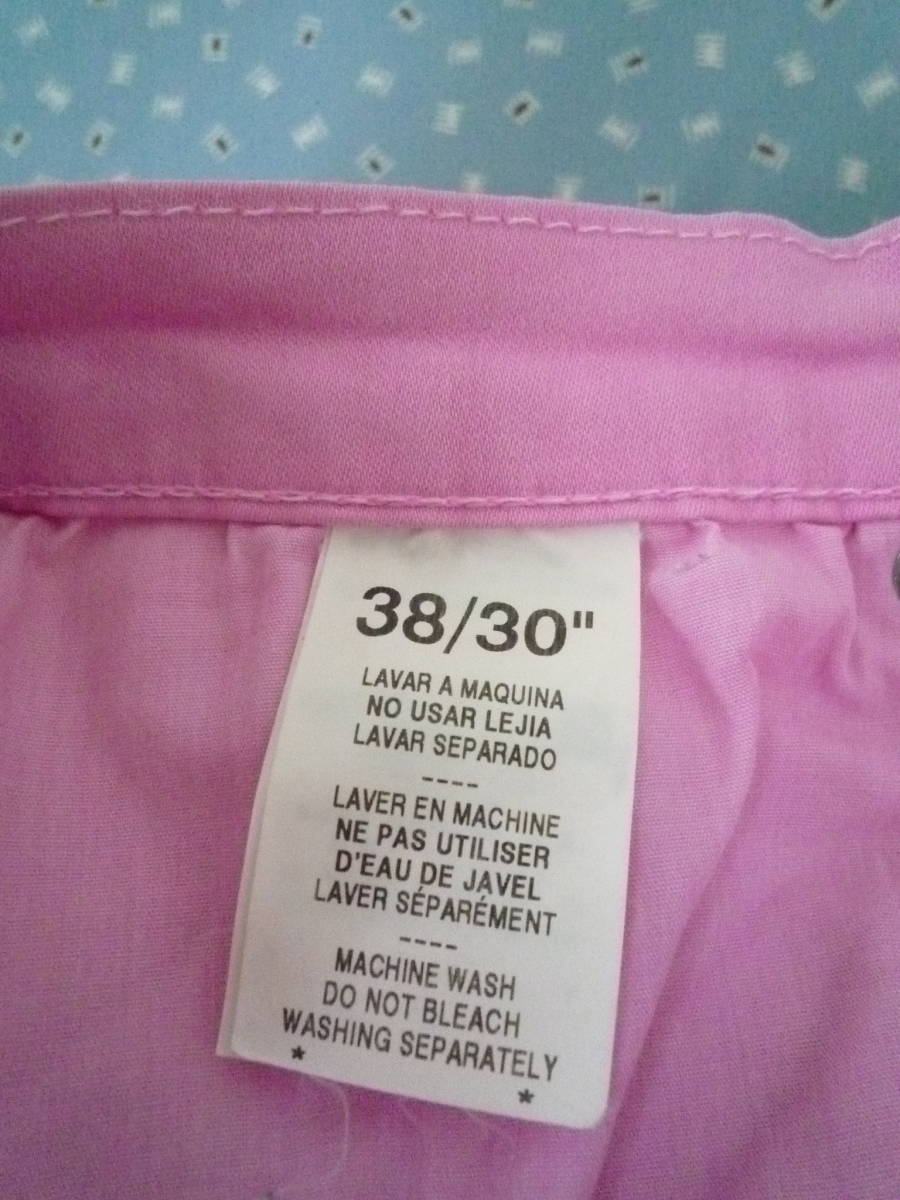 38/30"
LAVAR A MAQUINA
NO USAR LEJIA
LAVAR SEPARADO
----
LAVER EN MACHINE
NE PAS UTILISER
D'EAU DE JAVEL
LAVER SÉPARÉMENT
----
MACHINE WASH
DO NOT BLEACH
WASHING SEPARATELY
* *